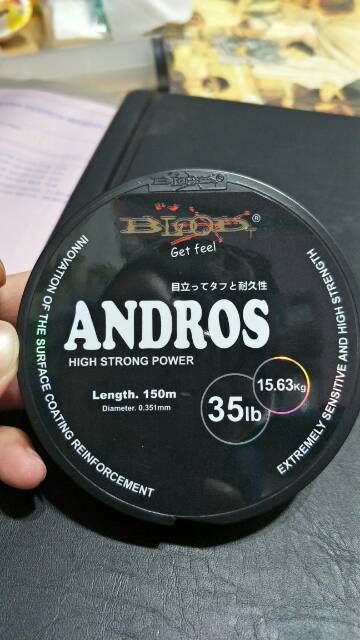 BLOOD
BLOOD®
Get feel
目立ってタフと耐久性
ANDROS
HIGH STRONG POWER
Length. 150m
Diameter. 0.351mm
35lb
15.63Kg
INNOVATION OF THE SURFACE COATING REINFORCEMENT
EXTREMELY SENSITIVE AND HIGH STRENGTH